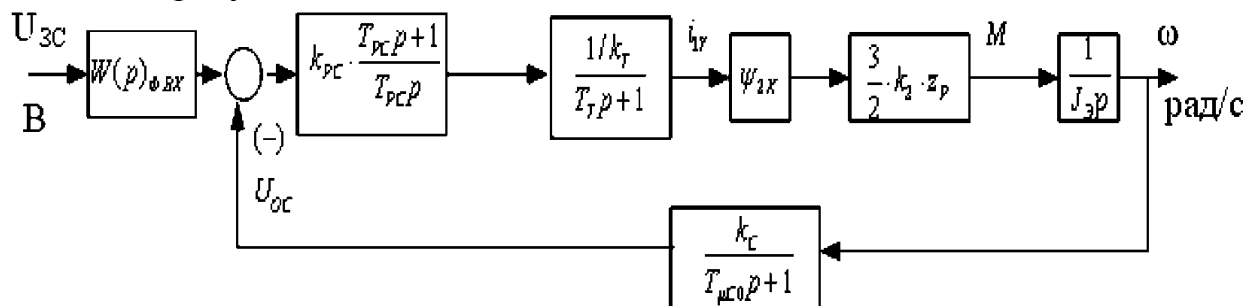 U_ЗС
В
W(p)_Ф ВХ
(−)
U_ОС
k_РС · (T_РС p + 1) / (T_РС p)
(1/k_T) / (T_T p + 1)
i_1Y
ψ_2X
3/2 · k_2 · z_p
M
1 / (J_Э p)
ω
рад/с
k_C / (T_μC0 p + 1)